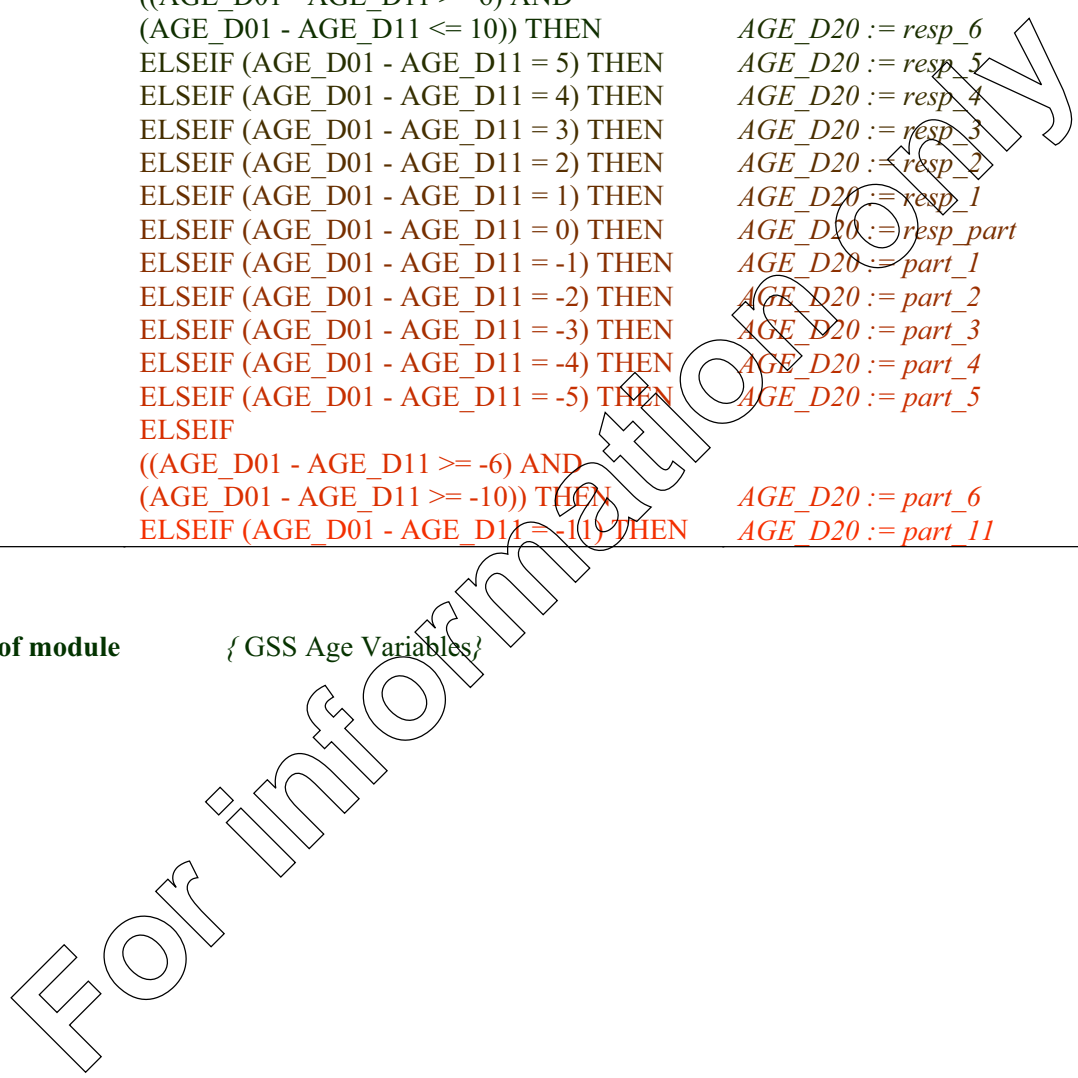 ((AGE_D01 - AGE_D11 >= 6) AND
(AGE_D01 - AGE_D11 <= 10)) THEN AGE_D20 := resp_6
ELSEIF (AGE_D01 - AGE_D11 = 5) THEN AGE_D20 := resp_5
ELSEIF (AGE_D01 - AGE_D11 = 4) THEN AGE_D20 := resp_4
ELSEIF (AGE_D01 - AGE_D11 = 3) THEN AGE_D20 := resp_3
ELSEIF (AGE_D01 - AGE_D11 = 2) THEN AGE_D20 := resp_2
ELSEIF (AGE_D01 - AGE_D11 = 1) THEN AGE_D20 := resp_1
ELSEIF (AGE_D01 - AGE_D11 = 0) THEN AGE_D20 := resp_part
ELSEIF (AGE_D01 - AGE_D11 = -1) THEN AGE_D20 := part_1
ELSEIF (AGE_D01 - AGE_D11 = -2) THEN AGE_D20 := part_2
ELSEIF (AGE_D01 - AGE_D11 = -3) THEN AGE_D20 := part_3
ELSEIF (AGE_D01 - AGE_D11 = -4) THEN AGE_D20 := part_4
ELSEIF (AGE_D01 - AGE_D11 = -5) THEN AGE_D20 := part_5
ELSEIF
((AGE_D01 - AGE_D11 >= -6) AND
(AGE_D01 - AGE_D11 >= -10)) THEN AGE_D20 := part_6
ELSEIF (AGE_D01 - AGE_D11 = -11) THEN AGE_D20 := part_11
of module { GSS Age Variables}
For information only